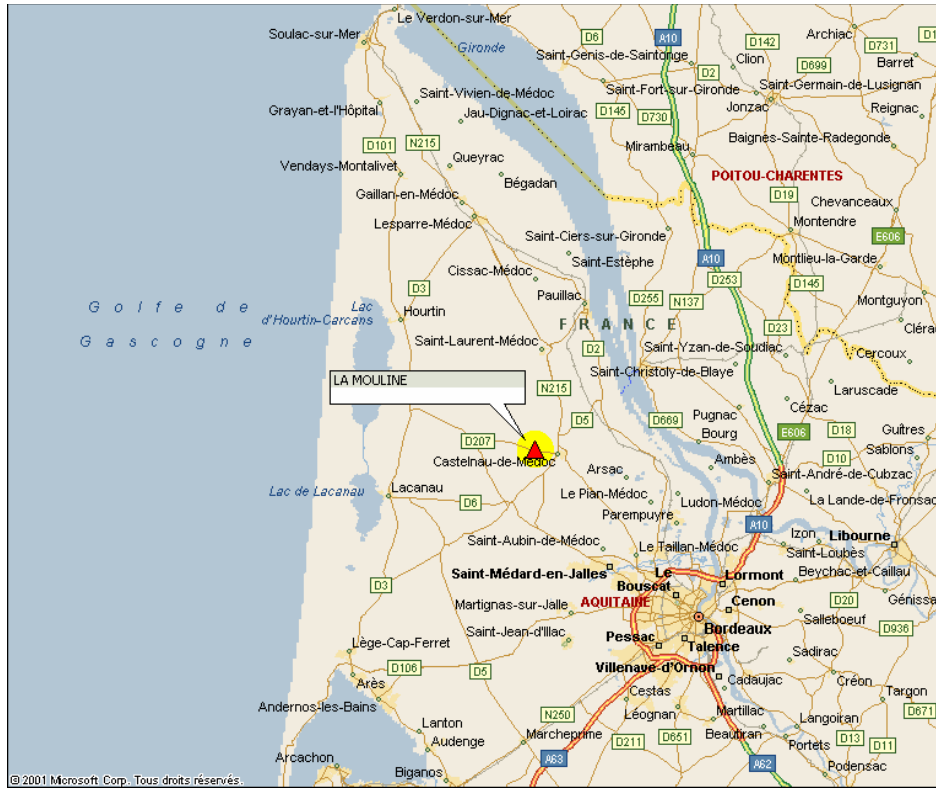 Le Verdon-sur-Mer
Soulac-sur-Mer
Gironde
D6
A10
D142
Archiac
D731
D1
Saint-Genis-de-Saintonge
Clion
D699
Barret
D2
Saint-Germain-de-Lusignan
Saint-Fort-sur-Gironde
Saint-Vivien-de-Médoc
Grayan-et-l'Hôpital
Jau-Dignac-et-Loirac
D145
D730
Jonzac
Reignac
D101
N215
Mirambeau
Baignes-Sainte-Radegonde
Queyrac
Vendays-Montalivet
Bégadan
POITOU-CHARENTES
Gaillan-en-Médoc
D19
Chevanceaux
Lesparre-Médoc
Montendre
Saint-Ciers-sur-Gironde
E606
Saint-Estèphe
A10
Montlieu-la-Garde
Cissac-Médoc
D253
D145
D3
Pauillac
D255
N137
Montguyon
Golfe de
Gascogne
Lac
d'Hourtin-Carcans
Hourtin
FRANCE
D23
Cléra
Saint-Laurent-Médoc
D2
Saint-Yzan-de-Soudiac
Cercoux
Saint-Christoly-de-Blaye
LA MOULINE
N215
Laruscade
D5
D669
Pugnac
Cézac
D207
Bourg
E606
D18
Guîtres
Castelnau-de-Médoc
Ambès
D10
Sablons
Arsac
Saint-André-de-Cubzac
Lac de Lacanau
Lacanau
D6
Le Pian-Médoc
Ludon-Médoc
La Lande-de-Fronsac
Parempuyre
A10
Izon
Libourne
Saint-Aubin-de-Médoc
Le Taillan-Médoc
Saint-Loubès
Saint-Médard-en-Jalles
Le
Bouscat
Lormont
Beychac-et-Caillau
D3
AQUITAINE
Cenon
D20
Génissa
Martignas-sur-Jalle
Salleboeuf
Saint-Jean-d'Illac
Bordeaux
D936
Lège-Cap-Ferret
Pessac
Talence
Sadirac
D106
D5
Villenave-d'Ornon
Arès
Cestas
Cadaujac
Créon
Targon
Andernos-les-Bains
N250
Léognan
Martillac
D671
Lanton
Langoiran
Marcheprime
D211
D651
Beautiran
D13
Audenge
Portets
D11
Arcachon
A63
A62
Podensac
Biganos
© 2001 Microsoft Corp. Tous droits réservés.